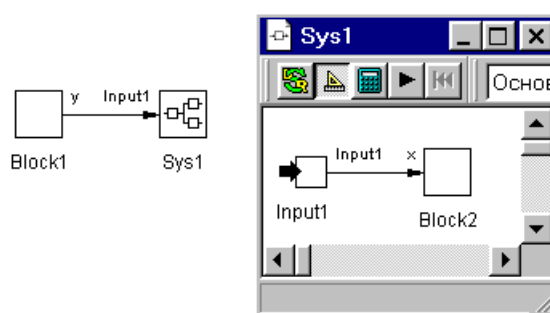 y Input1
Block1 Sys1
Sys1
Основ
Input1 x
Input1 Block2